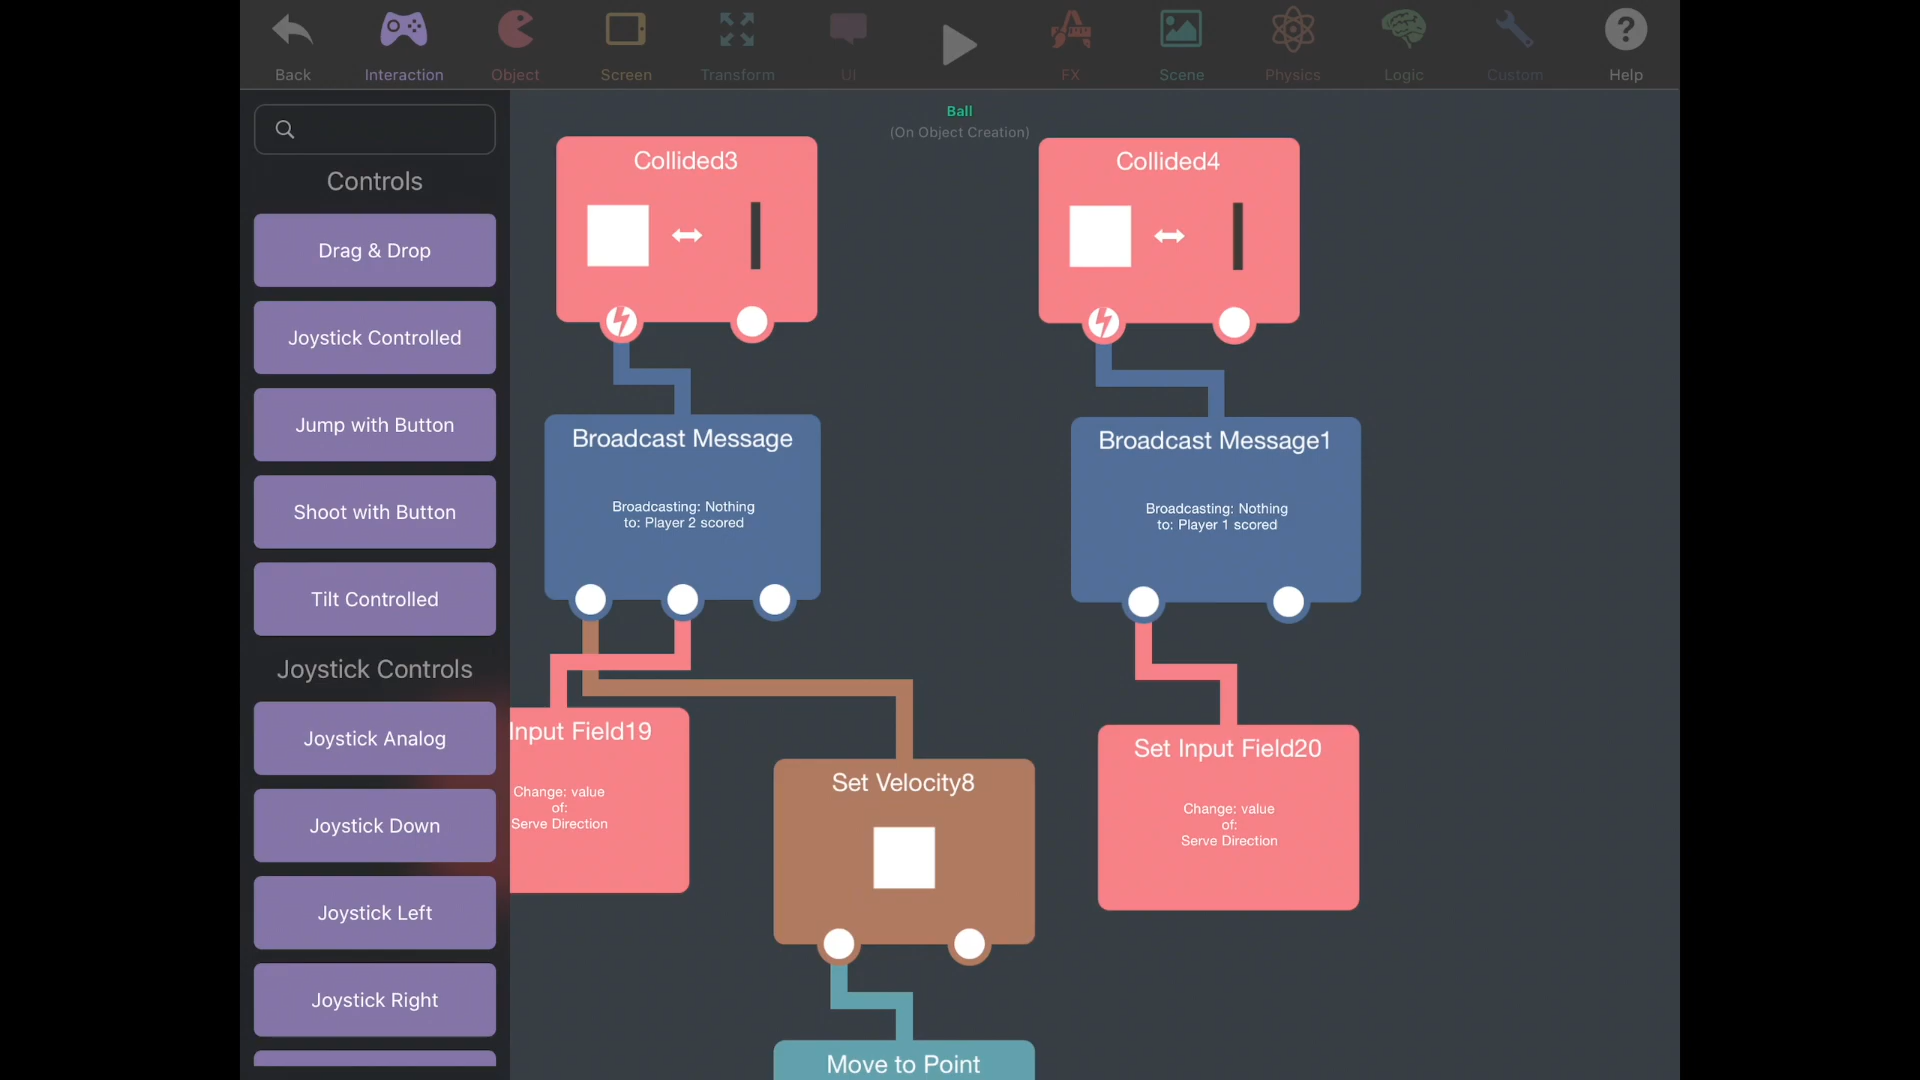 Back
Interaction
Object
Screen
Transform
UI
FX
Scene
Physics
Logic
Custom
Help
Ball
(On Object Creation)
Controls
Drag & Drop
Joystick Controlled
Jump with Button
Shoot with Button
Tilt Controlled
Joystick Controls
Joystick Analog
Joystick Down
Joystick Left
Joystick Right
Collided3
Collided4
Broadcast Message
Broadcasting: Nothing
to: Player 2 scored
Broadcast Message1
Broadcasting: Nothing
to: Player 1 scored
Input Field19
Change: value
of:
Serve Direction
Set Velocity8
Set Input Field20
Change: value
of:
Serve Direction
Move to Point